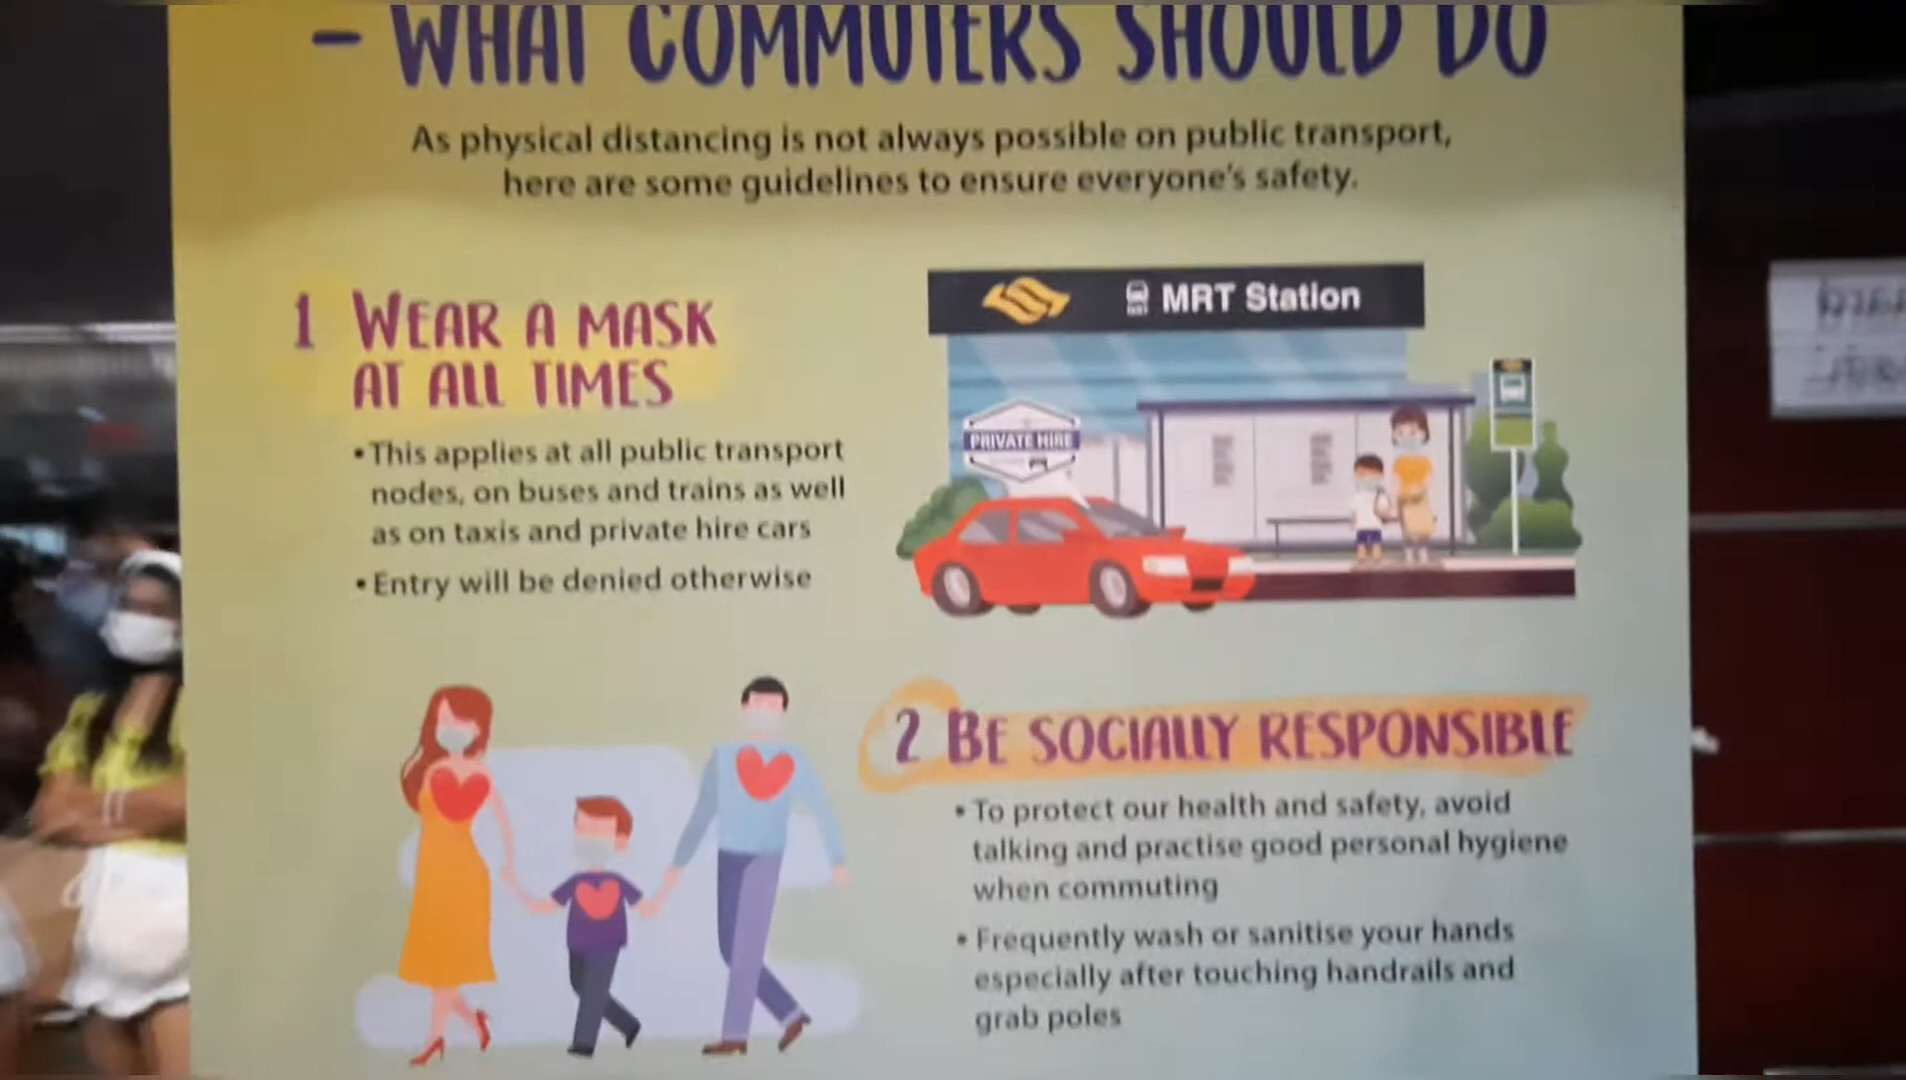 - WHAT COMMUTERS SHOULD DO
As physical distancing is not always possible on public transport,
here are some guidelines to ensure everyone's safety.
1 WEAR A MASK
AT ALL TIMES
• This applies at all public transport
nodes, on buses and trains as well
as on taxis and private hire cars
• Entry will be denied otherwise
MRT Station
PRIVATE HIRE
2 BE SOCIALLY RESPONSIBLE
• To protect our health and safety, avoid
talking and practise good personal hygiene
when commuting
• Frequently wash or sanitise your hands
especially after touching handrails and
grab poles